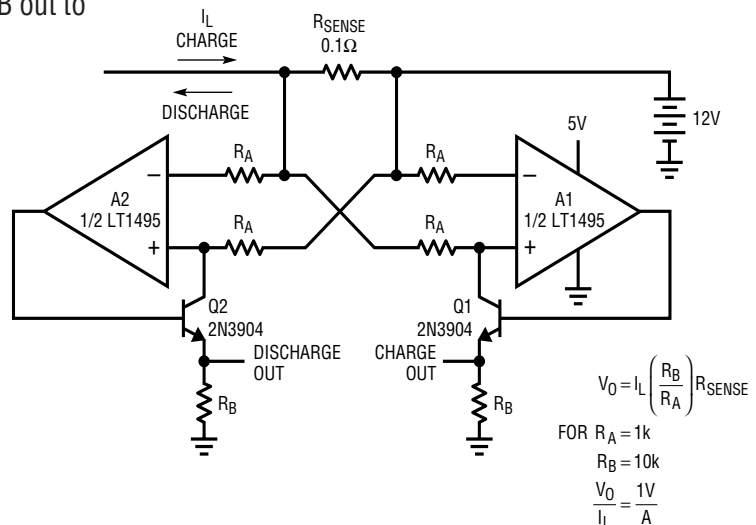 B out to
I_L
CHARGE
DISCHARGE
R_SENSE
0.1Ω
12V
5V
R_A
R_A
A2
1/2 LT1495
−
+
R_A
R_A
A1
1/2 LT1495
−
+
Q2
2N3904
Q1
2N3904
DISCHARGE
OUT
CHARGE
OUT
R_B
R_B
V_O = I_L (R_B / R_A) R_SENSE
FOR R_A = 1k
R_B = 10k
V_O / I_L = 1V / A